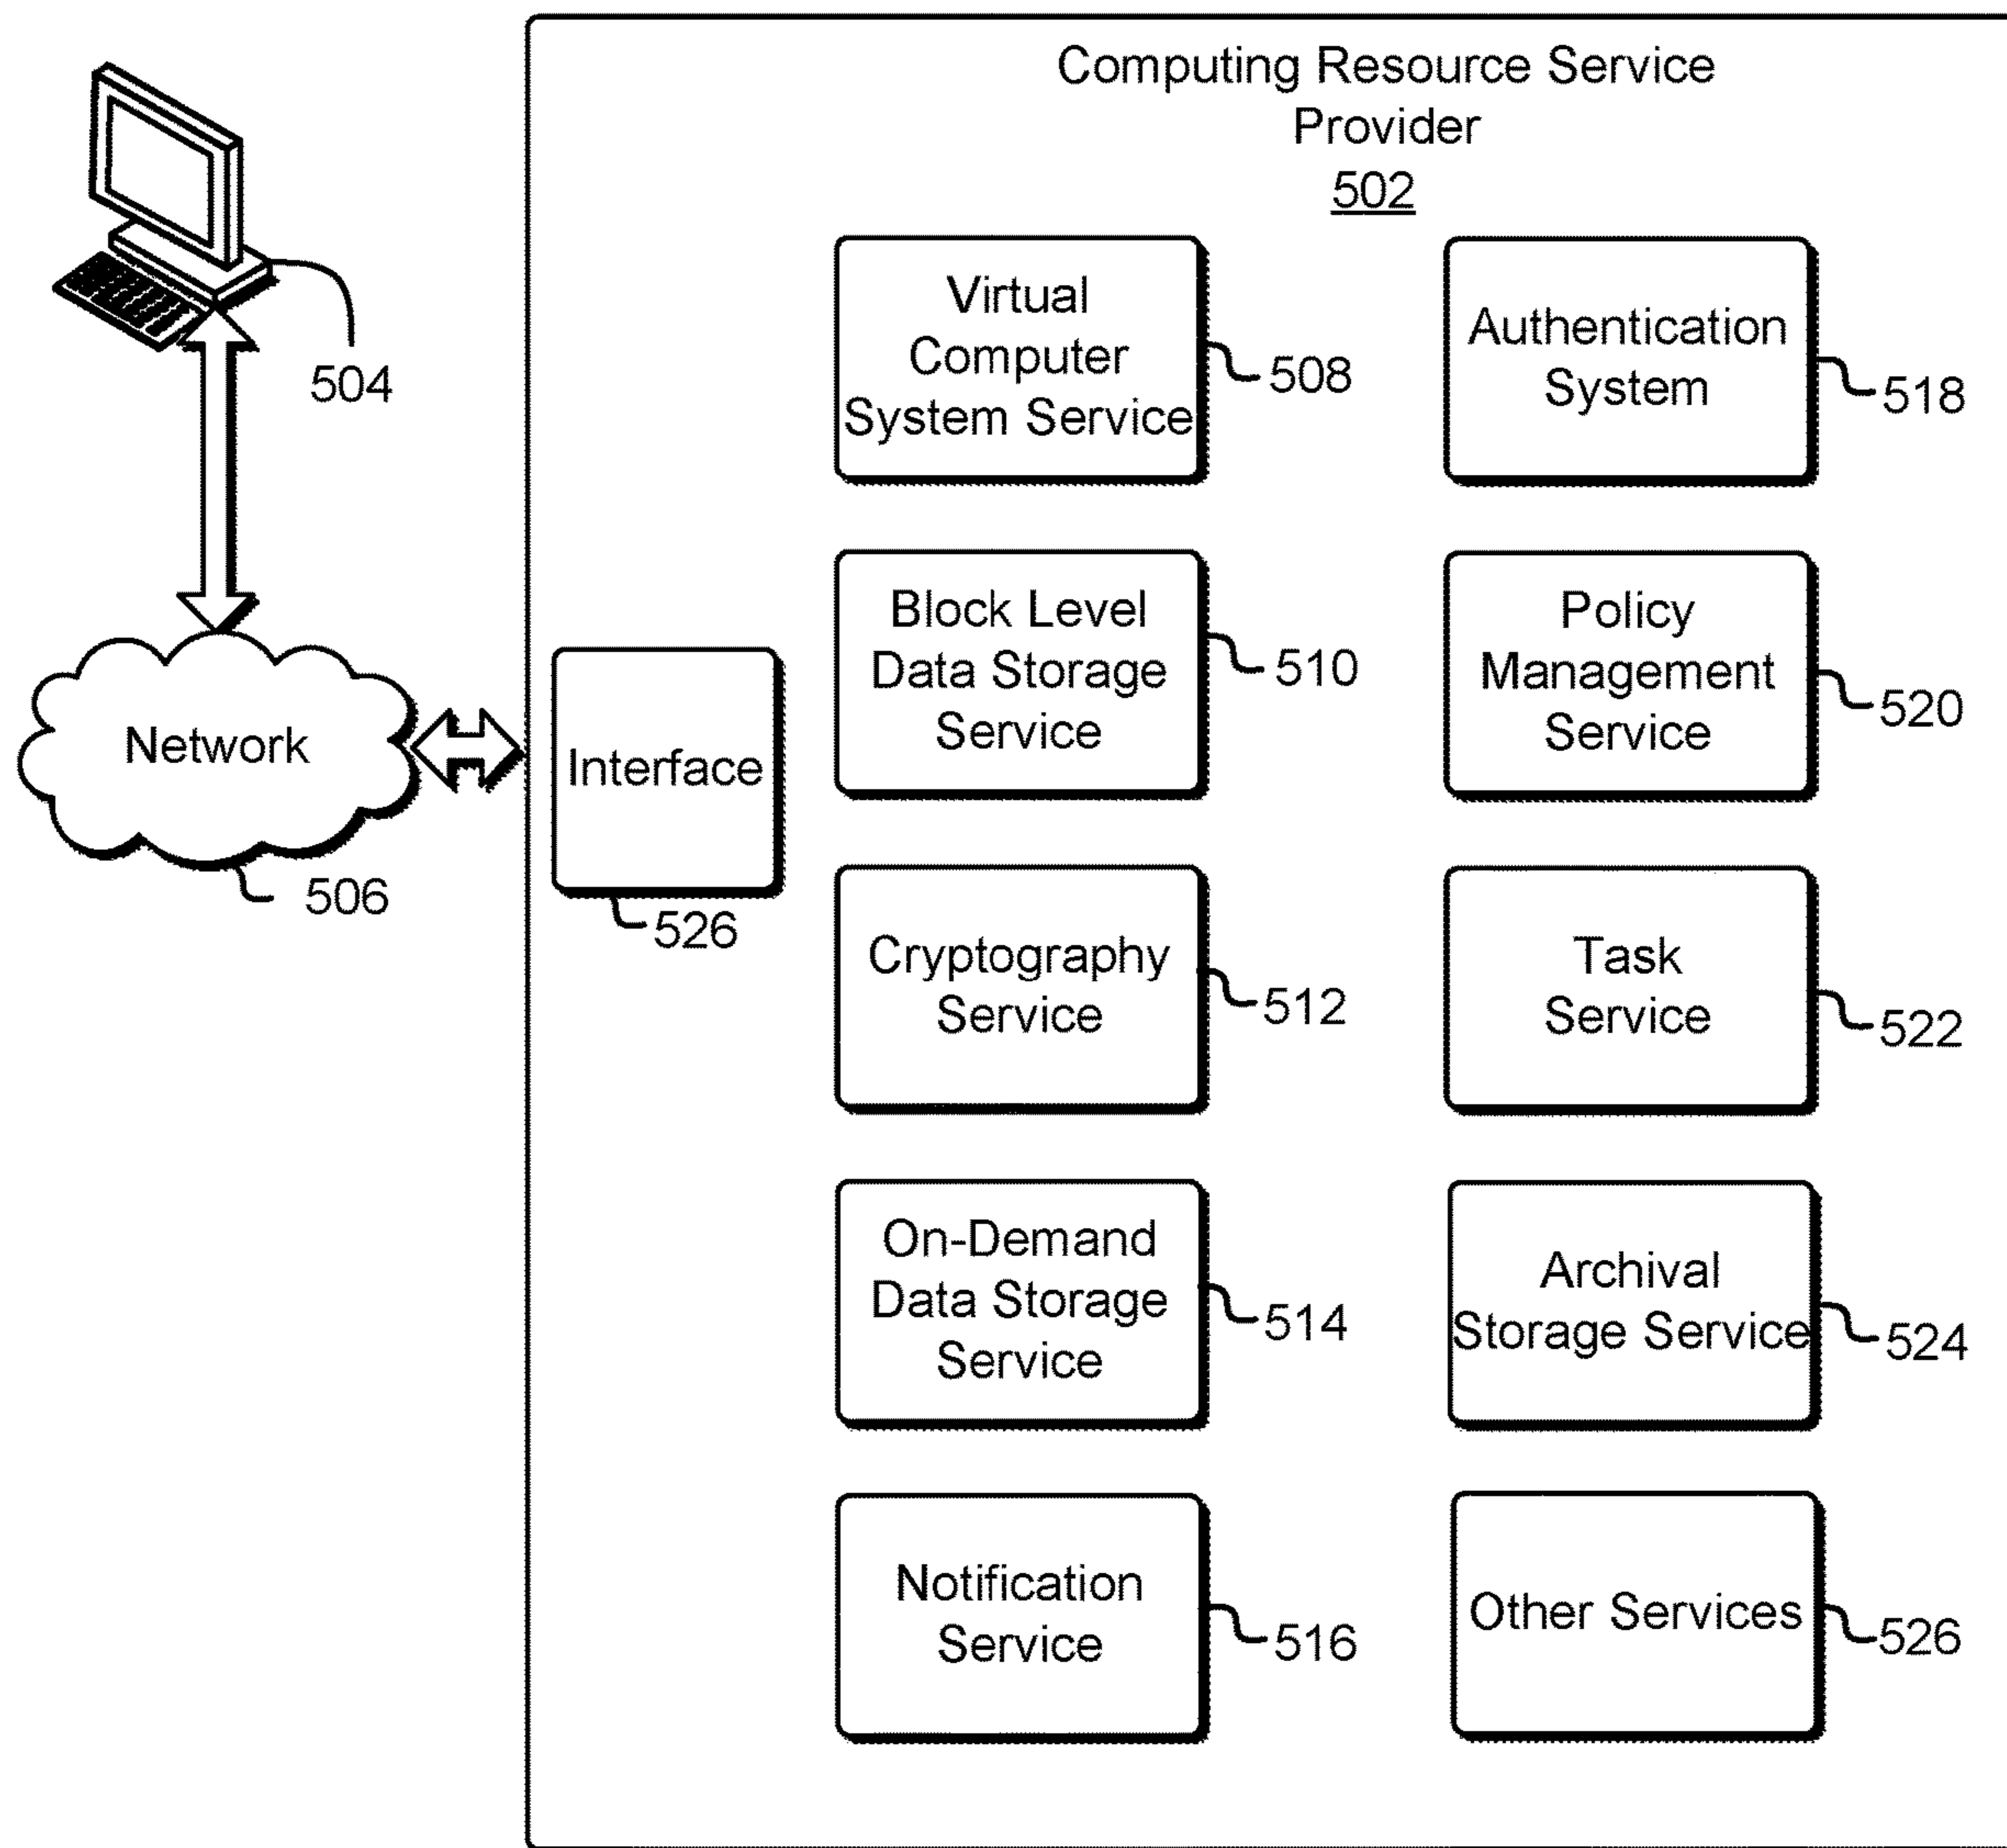 Computing Resource Service
Provider
502
504
Network
506
Interface
526
Virtual
Computer
System Service
508
Authentication
System
518
Block Level
Data Storage
Service
510
Policy
Management
Service
520
Cryptography
Service
512
Task
Service
522
On-Demand
Data Storage
Service
514
Archival
Storage Service
524
Notification
Service
516
Other Services
526